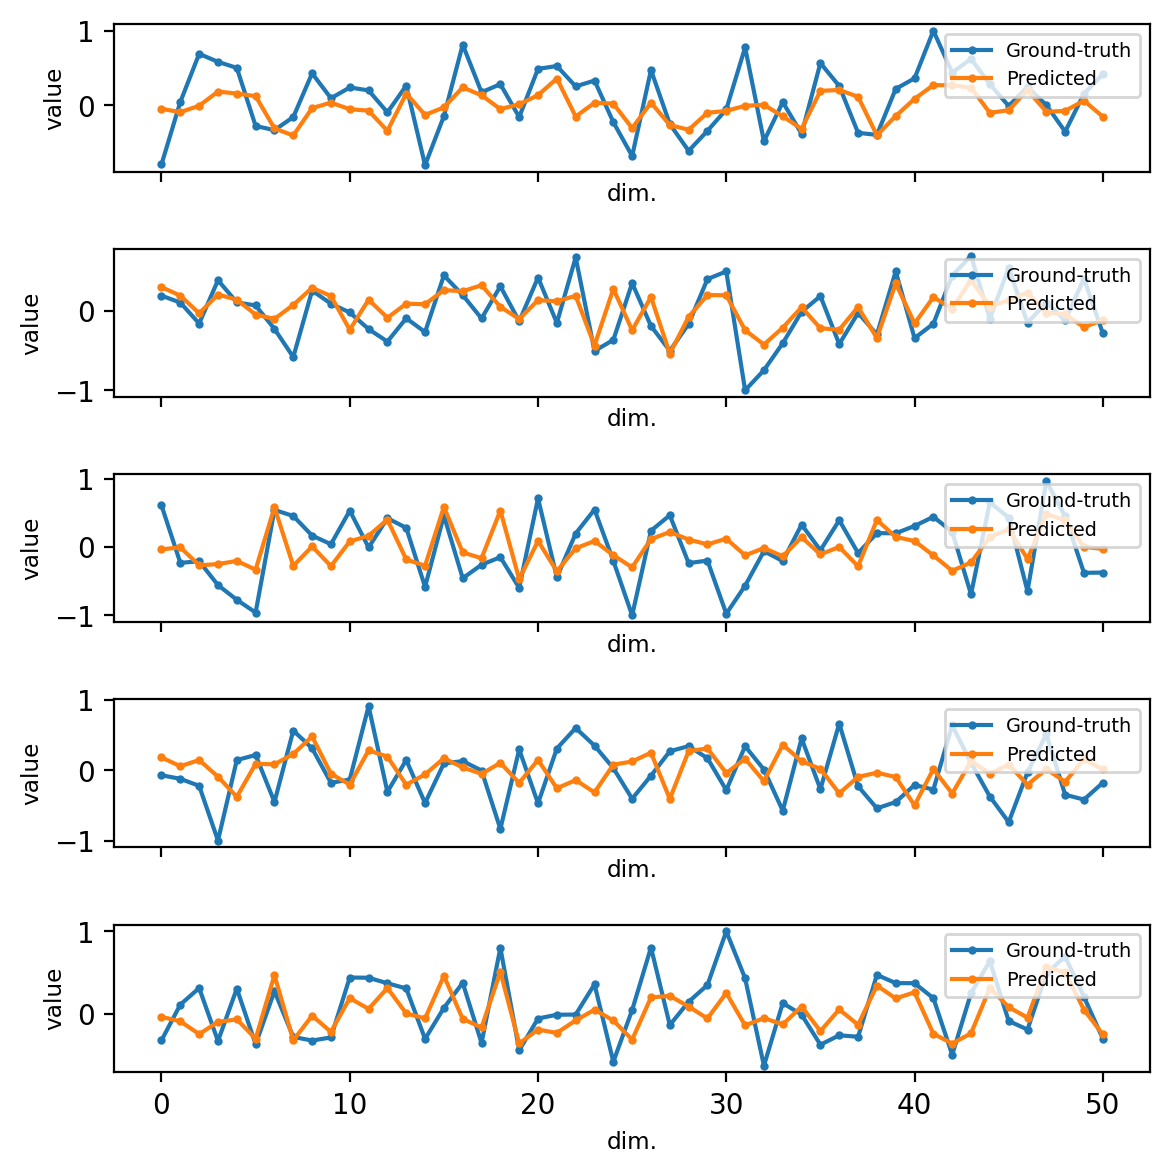 1
0
value
Ground-truth
Predicted
dim.
0
−1
value
Ground-truth
Predicted
dim.
1
0
−1
value
Ground-truth
Predicted
dim.
1
0
−1
value
Ground-truth
Predicted
dim.
1
0
value
Ground-truth
Predicted
0 10 20 30 40 50
dim.